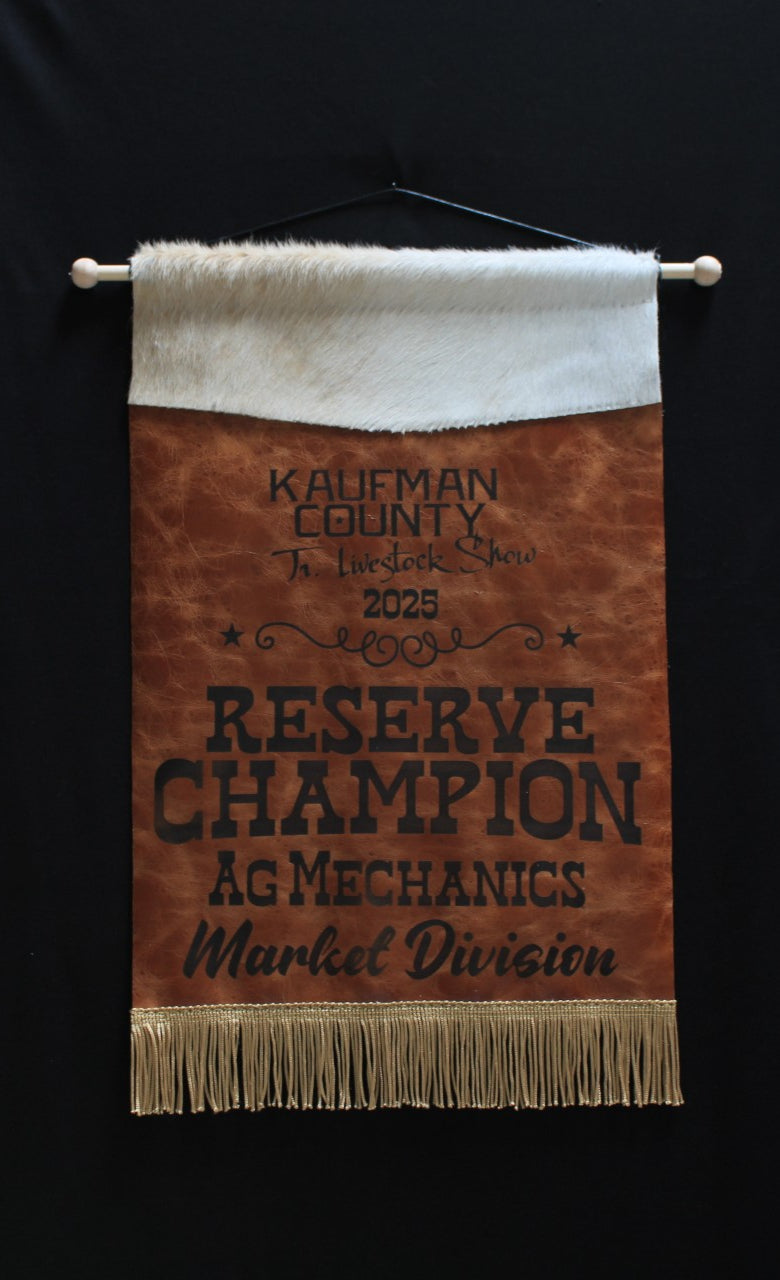 KAUFMAN
COUNTY
Jr. Livestock Show
2025
RESERVE
CHAMPION
AG MECHANICS
Market Division